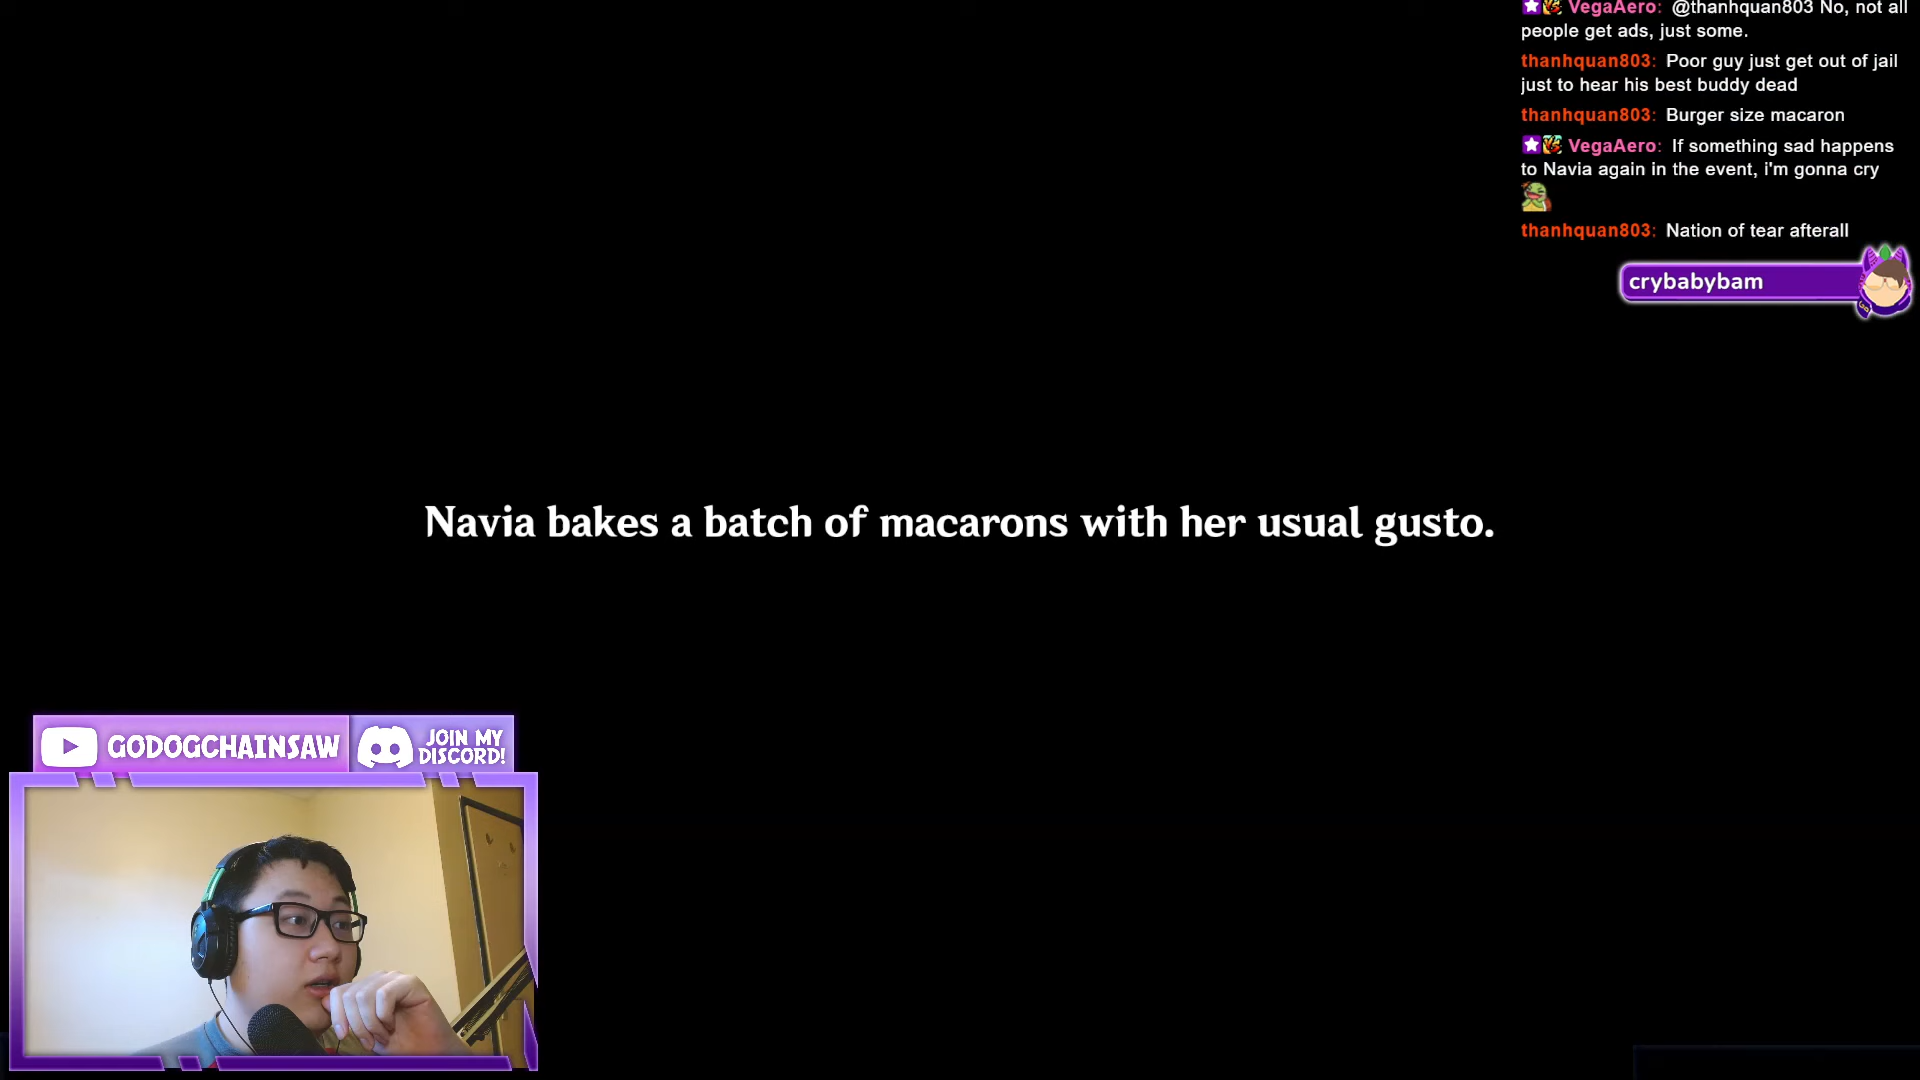 VegaAero: @thanhquan803 No, not all
people get ads, just some.
thanhquan803: Poor guy just get out of jail
just to hear his best buddy dead
thanhquan803: Burger size macaron
VegaAero: If something sad happens
to Navia again in the event, i'm gonna cry
thanhquan803: Nation of tear afterall
crybabybam
Navia bakes a batch of macarons with her usual gusto.
GODOGCHAINSAW
JOIN MY
DISCORD!